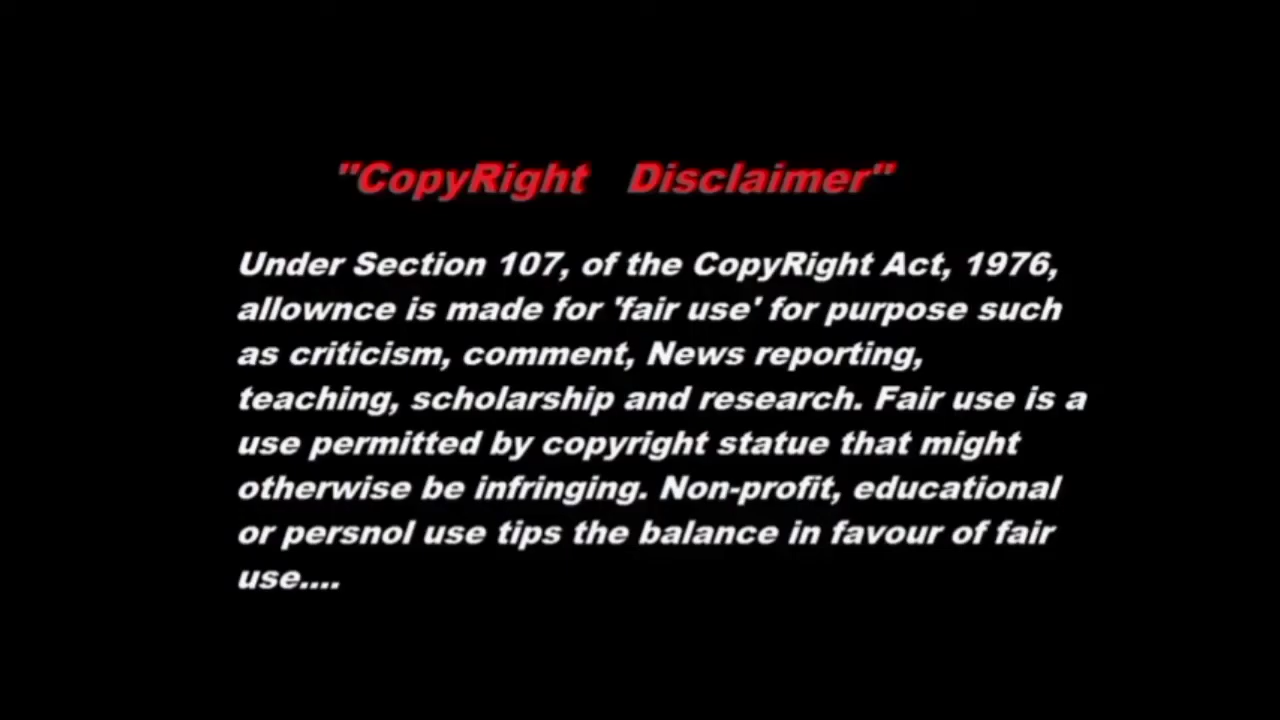 "CopyRight Disclaimer"
Under Section 107, of the CopyRight Act, 1976,
allownce is made for 'fair use' for purpose such
as criticism, comment, News reporting,
teaching, scholarship and research. Fair use is a
use permitted by copyright statue that might
otherwise be infringing. Non-profit, educational
or persnol use tips the balance in favour of fair
use....